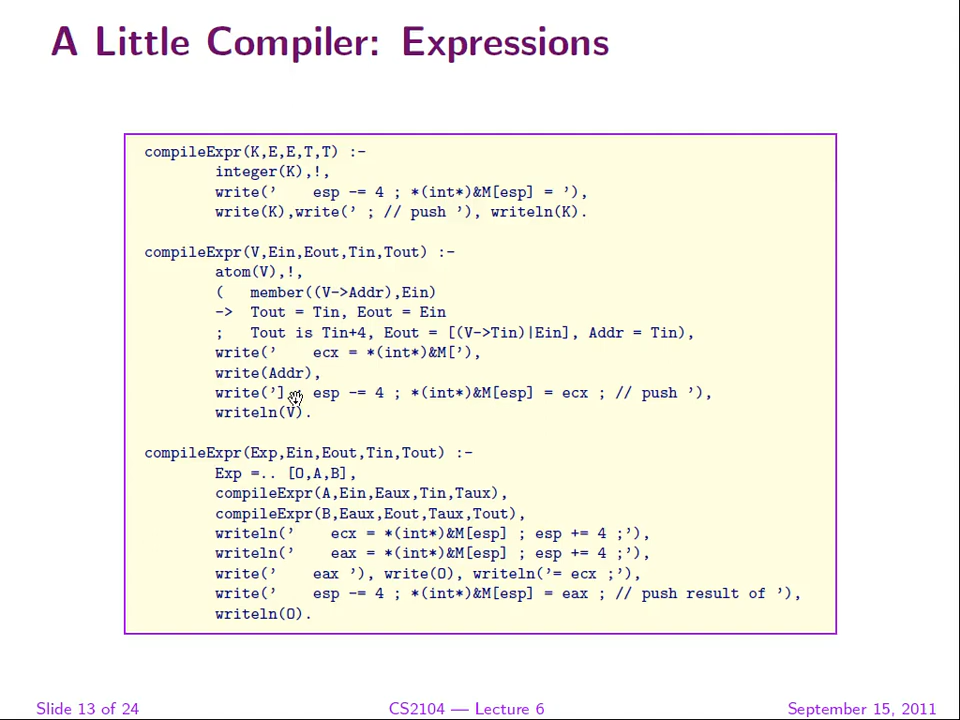 A Little Compiler: Expressions
compileExpr(K,E,E,T,T) :-
integer(K),!,
write('    esp -= 4 ; *(int*)&M[esp] = '),
write(K),write(' ; // push '), writeln(K).
compileExpr(V,Ein,Eout,Tin,Tout) :-
atom(V),!,
(   member((V->Addr),Ein)
->  Tout = Tin, Eout = Ein
;   Tout is Tin+4, Eout = [(V->Tin)|Ein], Addr = Tin),
write('    ecx = *(int*)&M['),
write(Addr),
write(']   esp -= 4 ; *(int*)&M[esp] = ecx ; // push '),
writeln(V).
compileExpr(Exp,Ein,Eout,Tin,Tout) :-
Exp =.. [O,A,B],
compileExpr(A,Ein,Eaux,Tin,Taux),
compileExpr(B,Eaux,Eout,Taux,Tout),
writeln('    ecx = *(int*)&M[esp] ; esp += 4 ;'),
writeln('    eax = *(int*)&M[esp] ; esp += 4 ;'),
write('    eax '), write(O), writeln('= ecx ;'),
write('    esp -= 4 ; *(int*)&M[esp] = eax ; // push result of '),
writeln(O).
Slide 13 of 24
CS2104 — Lecture 6
September 15, 2011